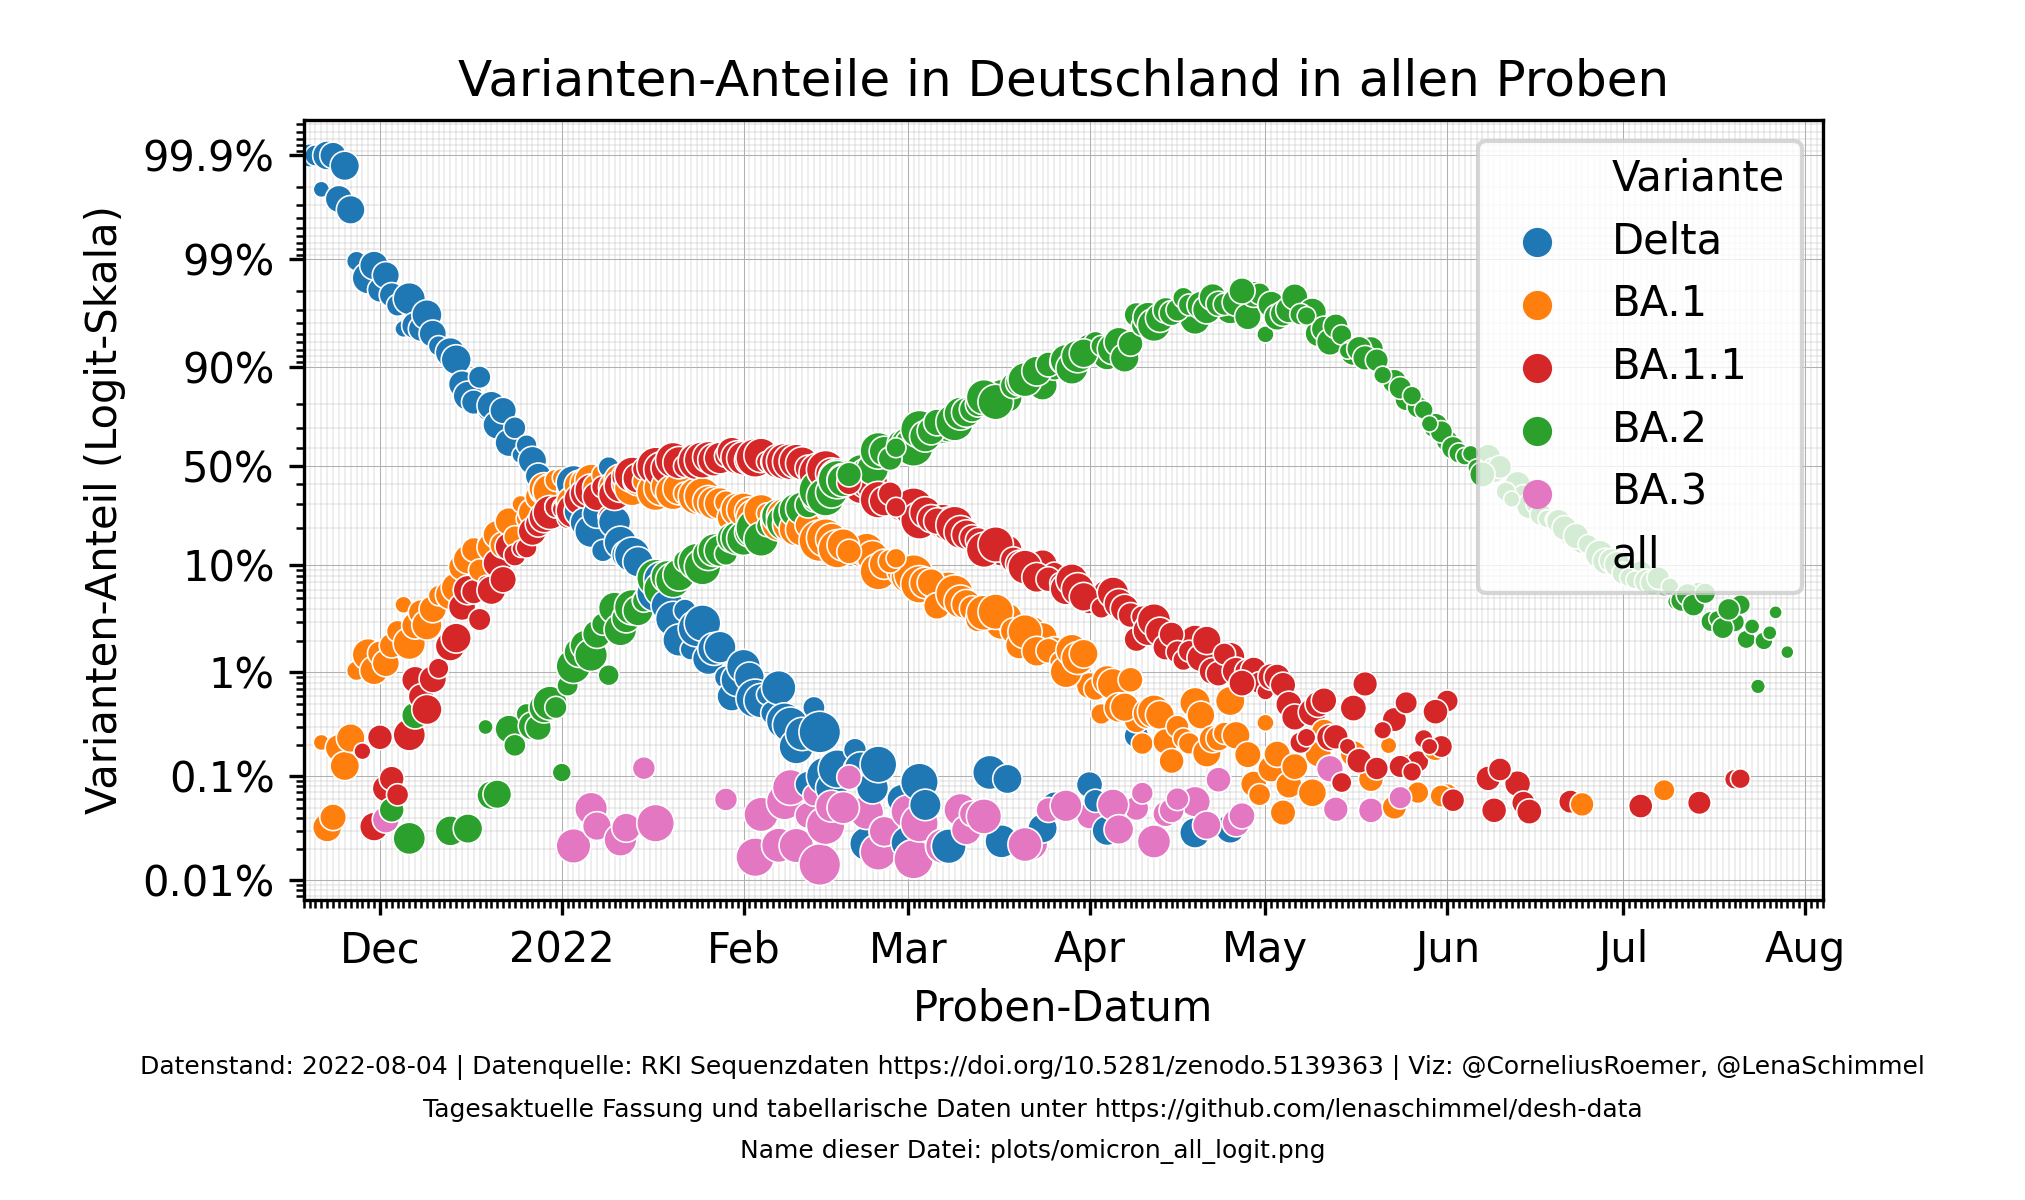 Varianten-Anteile in Deutschland in allen Proben
Varianten-Anteil (Logit-Skala)
99.9%
99%
90%
50%
10%
1%
0.1%
0.01%
Variante
Delta
BA.1
BA.1.1
BA.2
BA.3
all
Dec 2022 Feb Mar Apr May Jun Jul Aug
Proben-Datum
Datenstand: 2022-08-04 | Datenquelle: RKI Sequenzdaten https://doi.org/10.5281/zenodo.5139363 | Viz: @CorneliusRoemer, @LenaSchimmel
Tagesaktuelle Fassung und tabellarische Daten unter https://github.com/lenaschimmel/desh-data
Name dieser Datei: plots/omicron_all_logit.png